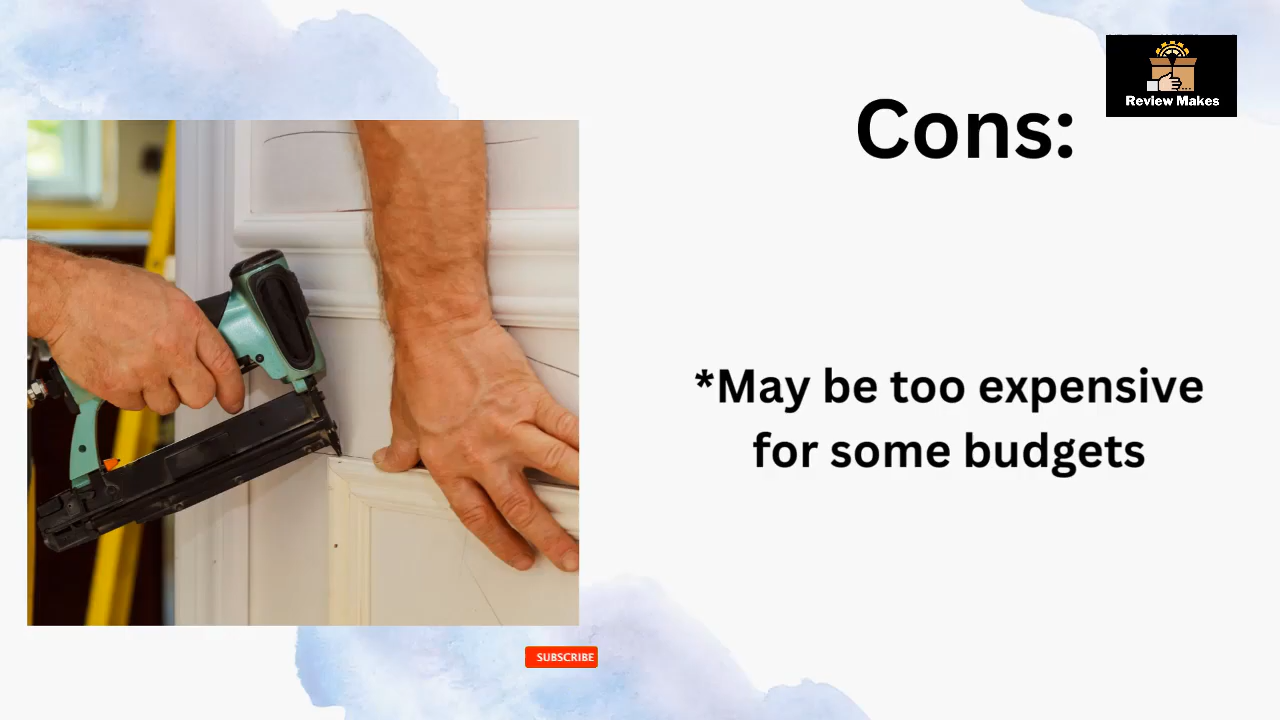 Cons:
Review Makes
*May be too expensive
for some budgets
SUBSCRIBE